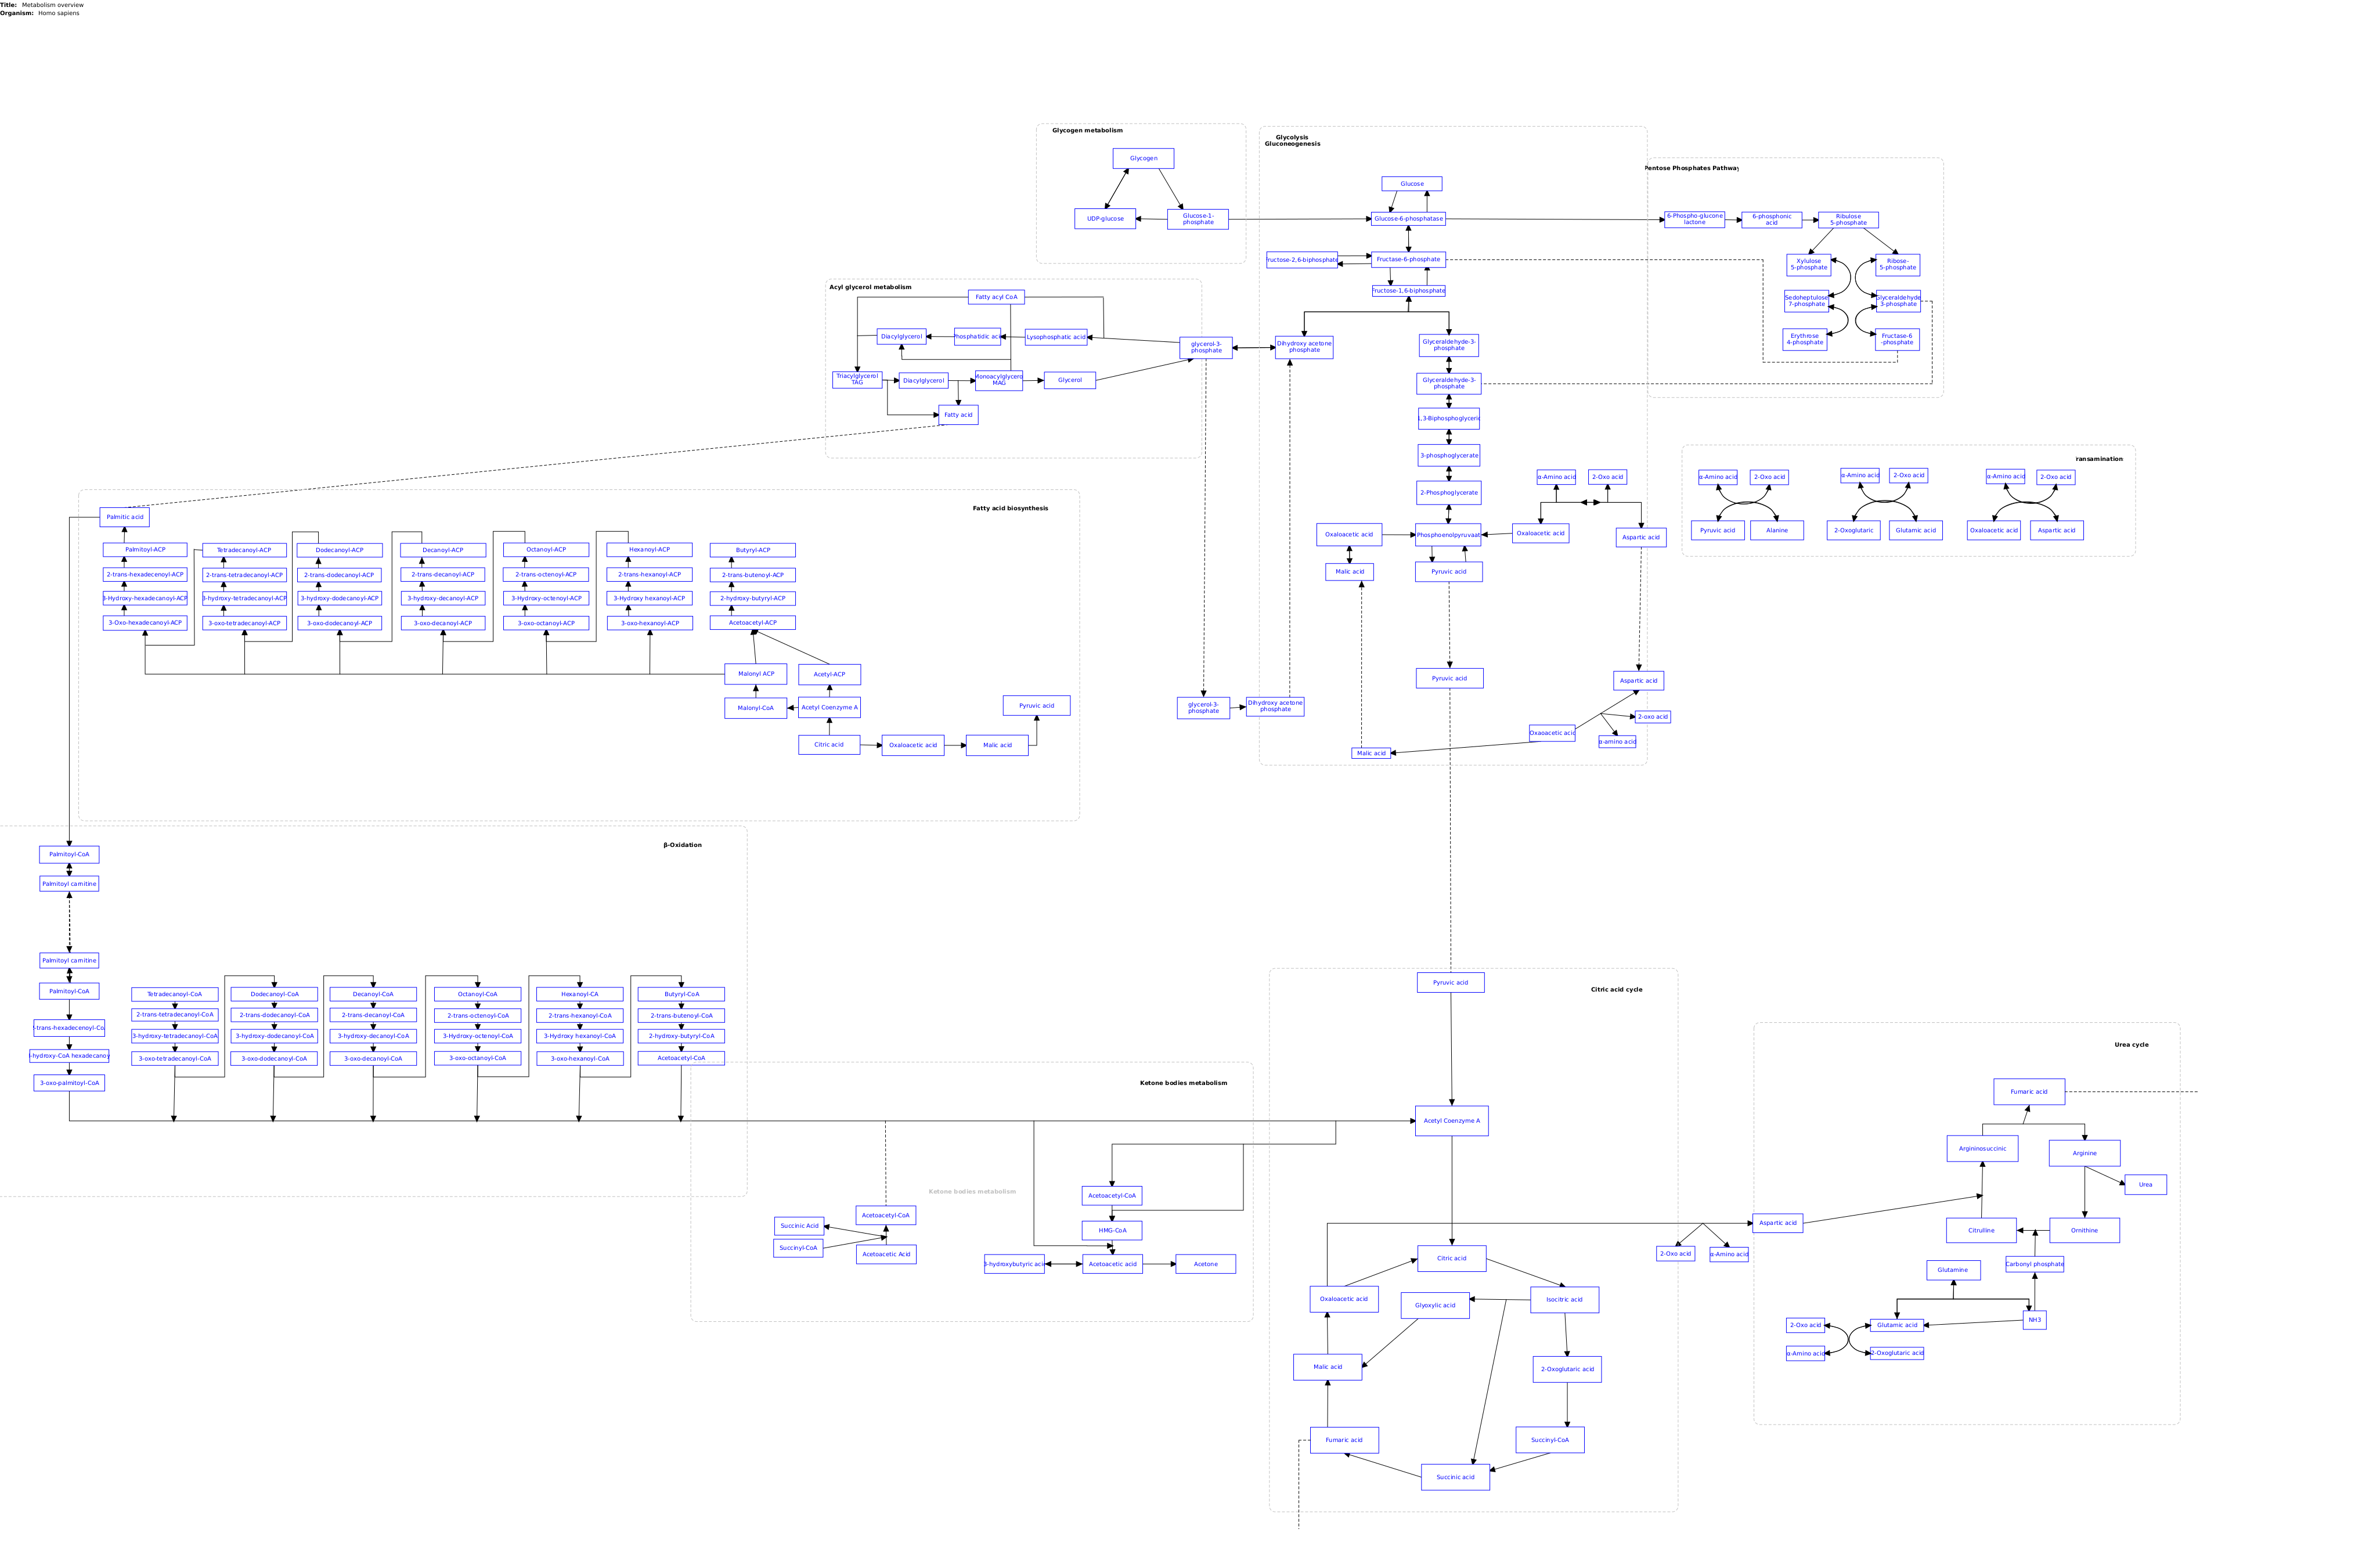 Title: Metabolism overview
Organism: Homo sapiens
Glycogen metabolism
Glycogen
UDP-glucose
Glucose-1-
phosphate
Glycolysis
Gluconeogenesis
Glucose
Glucose-6-phosphatase
Fructose-2,6-biphosphate
Fructase-6-phosphate
Fructose-1,6-biphosphate
Dihydroxy acetone
phosphate
Glyceraldehyde-3-
phosphate
Glyceraldehyde-3-
phosphate
1,3-Biphosphoglyceric
3-phosphoglycerate
2-Phosphoglycerate
α-Amino acid
2-Oxo acid
Oxaloacetic acid
Phosphoenolpyruvaat
Oxaloacetic acid
Aspartic acid
Malic acid
Pyruvic acid
Pyruvic acid
Aspartic acid
glycerol-3-
phosphate
Dihydroxy acetone
phosphate
2-oxo acid
Oxaoacetic acid
α-amino acid
Malic acid
Pentose Phosphates Pathway
6-Phospho-glucone
lactone
6-phosphonic
acid
Ribulose
5-phosphate
Xylulose
5-phosphate
Ribose-
5-phosphate
Sedoheptulose
7-phosphate
Glyceraldehyde
3-phosphate
Erythrose
4-phosphate
Fructase-6
-phosphate
Acyl glycerol metabolism
Fatty acyl CoA
Diacylglycerol
Phosphatidic acid
Lysophosphatic acid
glycerol-3-
phosphate
Triacylglycerol
TAG
Diacylglycerol
Monoacylglycerol
MAG
Glycerol
Fatty acid
ransamination
α-Amino acid
2-Oxo acid
α-Amino acid
2-Oxo acid
α-Amino acid
2-Oxo acid
Pyruvic acid
Alanine
2-Oxoglutaric
Glutamic acid
Oxaloacetic acid
Aspartic acid
Fatty acid biosynthesis
Palmitic acid
Palmitoyl-ACP
Tetradecanoyl-ACP
Dodecanoyl-ACP
Decanoyl-ACP
Octanoyl-ACP
Hexanoyl-ACP
Butyryl-ACP
2-trans-hexadecenoyl-ACP
2-trans-tetradecanoyl-ACP
2-trans-dodecanoyl-ACP
2-trans-decanoyl-ACP
2-trans-octenoyl-ACP
2-trans-hexanoyl-ACP
2-trans-butenoyl-ACP
3-Hydroxy-hexadecanoyl-ACP
3-hydroxy-tetradecanoyl-ACP
3-hydroxy-dodecanoyl-ACP
3-hydroxy-decanoyl-ACP
3-Hydroxy-octenoyl-ACP
3-Hydroxy hexanoyl-ACP
2-hydroxy-butyryl-ACP
3-Oxo-hexadecanoyl-ACP
3-oxo-tetradecanoyl-ACP
3-oxo-dodecanoyl-ACP
3-oxo-decanoyl-ACP
3-oxo-octanoyl-ACP
3-oxo-hexanoyl-ACP
Acetoacetyl-ACP
Malonyl ACP
Acetyl-ACP
Malonyl-CoA
Acetyl Coenzyme A
Pyruvic acid
Citric acid
Oxaloacetic acid
Malic acid
β-Oxidation
Palmitoyl-CoA
Palmitoyl carnitine
Palmitoyl carnitine
Palmitoyl-CoA
Tetradecanoyl-CoA
Dodecanoyl-CoA
Decanoyl-CoA
Octanoyl-CoA
Hexanoyl-CA
Butyryl-CoA
2-trans-tetradecanoyl-CoA
2-trans-dodecanoyl-CoA
2-trans-decanoyl-CoA
2-trans-octenoyl-CoA
2-trans-hexanoyl-CoA
2-trans-butenoyl-CoA
-trans-hexadecenoyl-Co
3-hydroxy-tetradecanoyl-CoA
3-hydroxy-dodecanoyl-CoA
3-hydroxy-decanoyl-CoA
3-Hydroxy-octenoyl-CoA
3-Hydroxy hexanoyl-CoA
2-hydroxy-butyryl-CoA
-hydroxy-CoA hexadecanoy
3-oxo-tetradecanoyl-CoA
3-oxo-dodecanoyl-CoA
3-oxo-decanoyl-CoA
3-oxo-octanoyl-CoA
3-oxo-hexanoyl-CoA
Acetoacetyl-CoA
3-oxo-palmitoyl-CoA
Ketone bodies metabolism
Ketone bodies metabolism
Acetoacetyl-CoA
Succinic Acid
Succinyl-CoA
Acetoacetic Acid
Acetoacetyl-CoA
HMG-CoA
3-hydroxybutyric acid
Acetoacetic acid
Acetone
Citric acid cycle
Pyruvic acid
Acetyl Coenzyme A
Citric acid
Oxaloacetic acid
Glyoxylic acid
Isocitric acid
Malic acid
2-Oxoglutaric acid
Fumaric acid
Succinyl-CoA
Succinic acid
2-Oxo acid
α-Amino acid
Urea cycle
Fumaric acid
Argininosuccinic
Arginine
Urea
Aspartic acid
Citrulline
Ornithine
Glutamine
Carbonyl phosphate
2-Oxo acid
Glutamic acid
NH3
α-Amino acid
2-Oxoglutaric acid